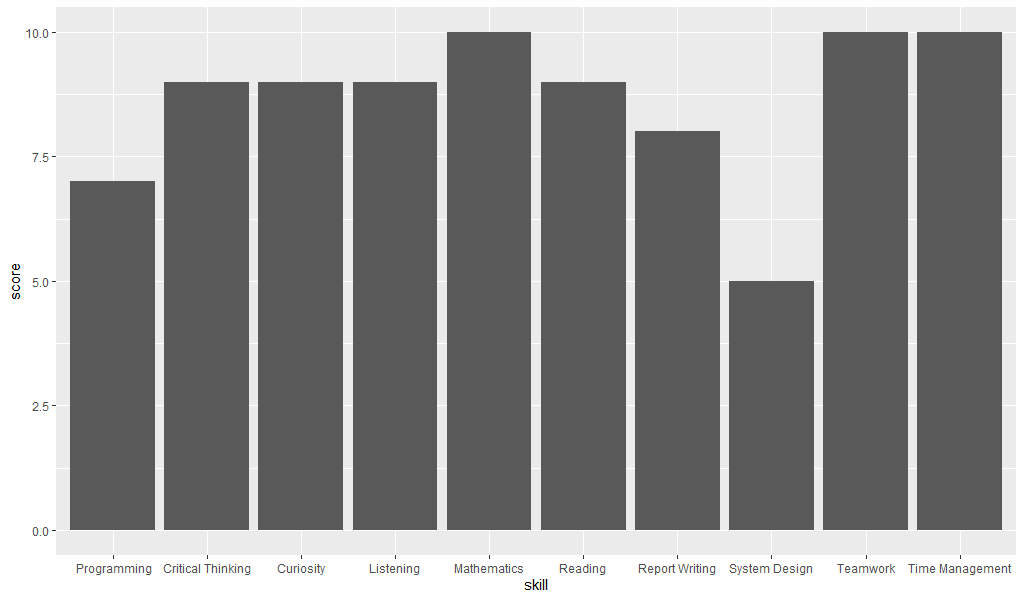 10.0
7.5
5.0
2.5
0.0
score
Programming Critical Thinking Curiosity Listening Mathematics Reading Report Writing System Design Teamwork Time Management
skill